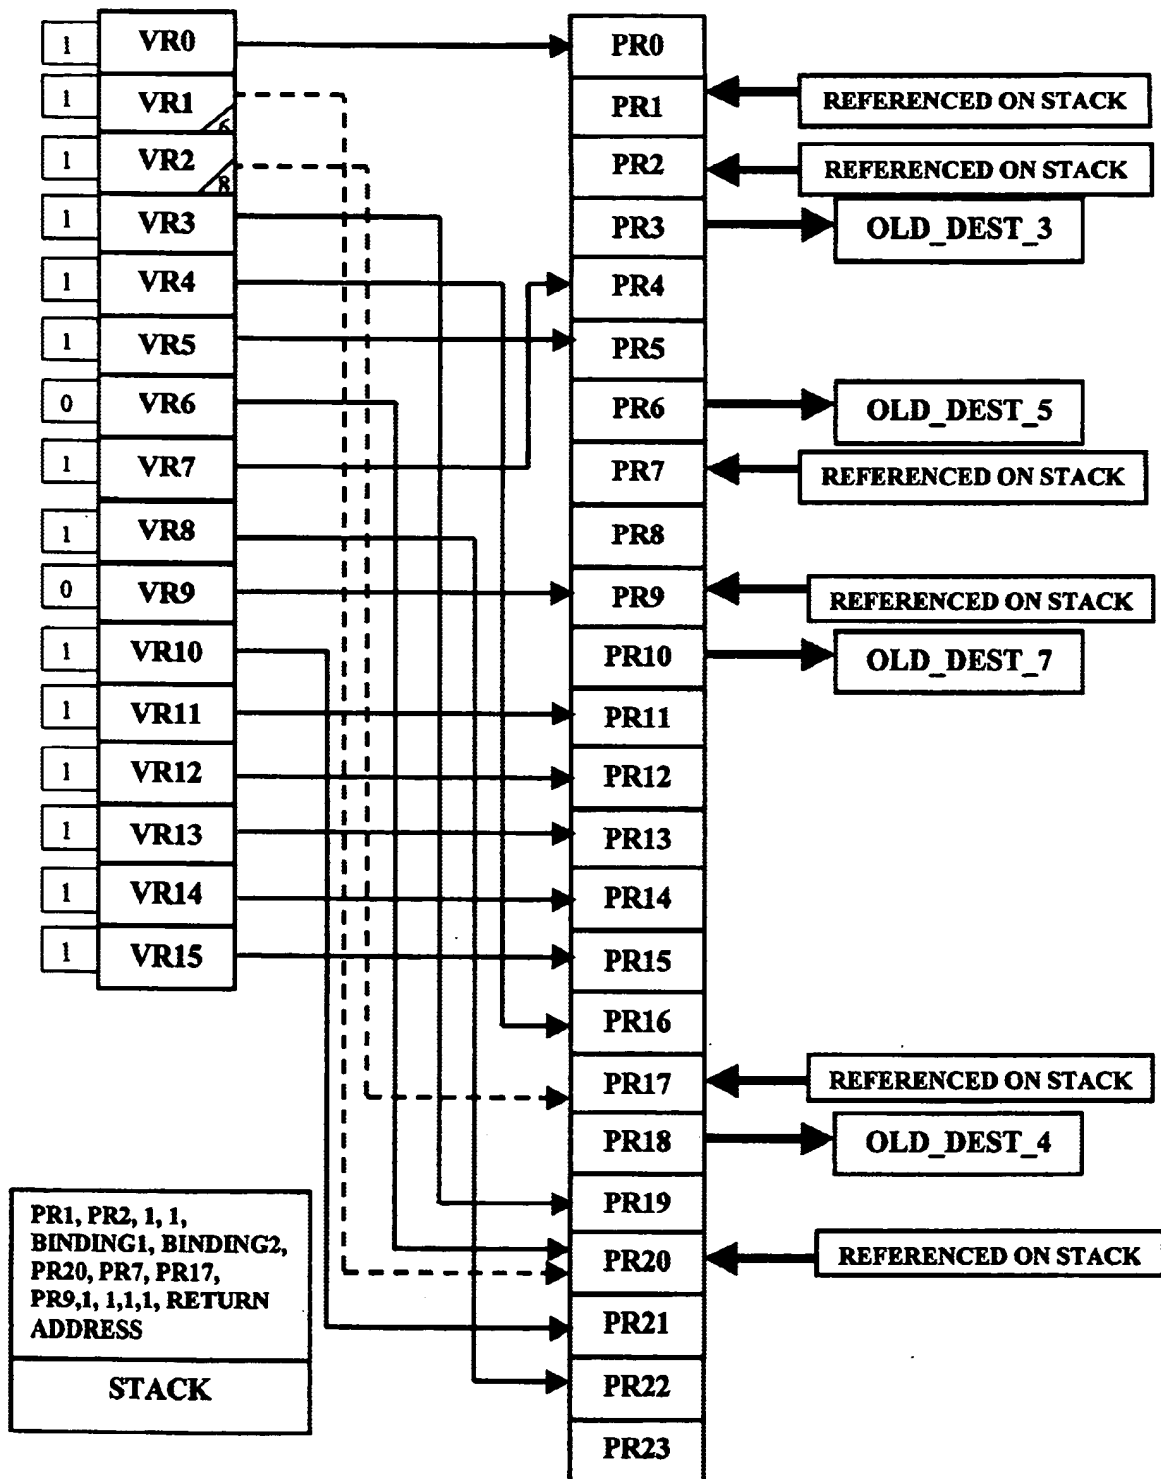 1 VR0 PR0
1 VR1 6 PR1 REFERENCED ON STACK
1 VR2 8 PR2 REFERENCED ON STACK
1 VR3 PR3 OLD_DEST_3
1 VR4 PR4
1 VR5 PR5
0 VR6 PR6 OLD_DEST_5
1 VR7 PR7 REFERENCED ON STACK
1 VR8 PR8
0 VR9 PR9 REFERENCED ON STACK
1 VR10 PR10 OLD_DEST_7
1 VR11 PR11
1 VR12 PR12
1 VR13 PR13
1 VR14 PR14
1 VR15 PR15
PR16
PR17 REFERENCED ON STACK
PR18 OLD_DEST_4
PR19
PR20 REFERENCED ON STACK
PR21
PR22
PR23
PR1, PR2, 1, 1,
BINDING1, BINDING2,
PR20, PR7, PR17,
PR9,1, 1,1,1, RETURN
ADDRESS
STACK